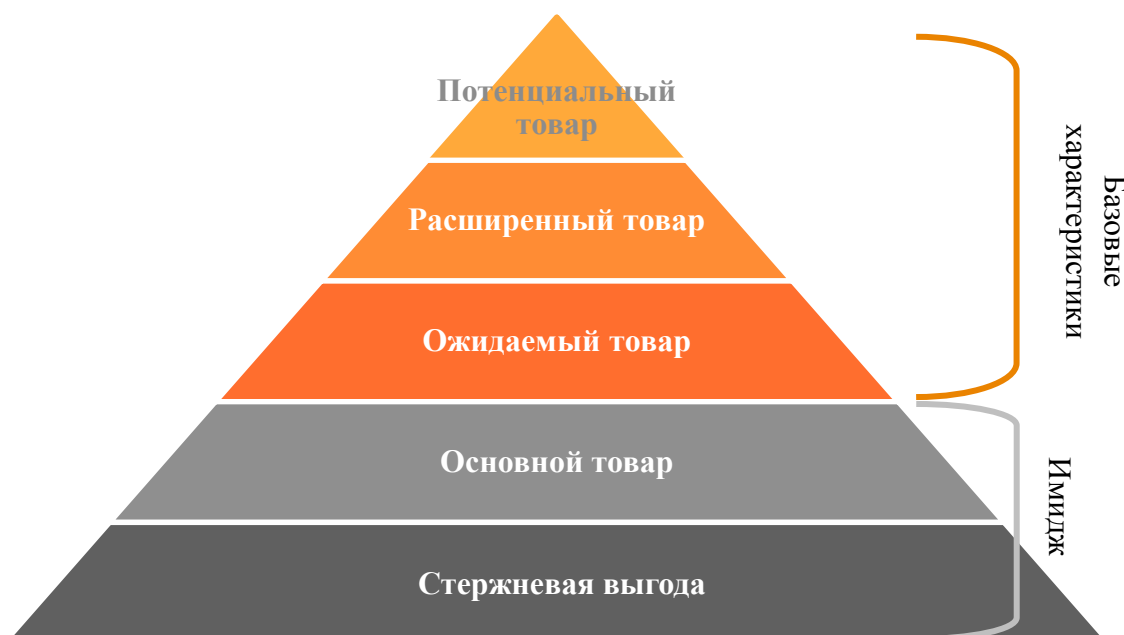 Потенциальный
товар
Расширенный товар
Ожидаемый товар
Основной товар
Стержневая выгода
Базовые
характеристики
Имидж